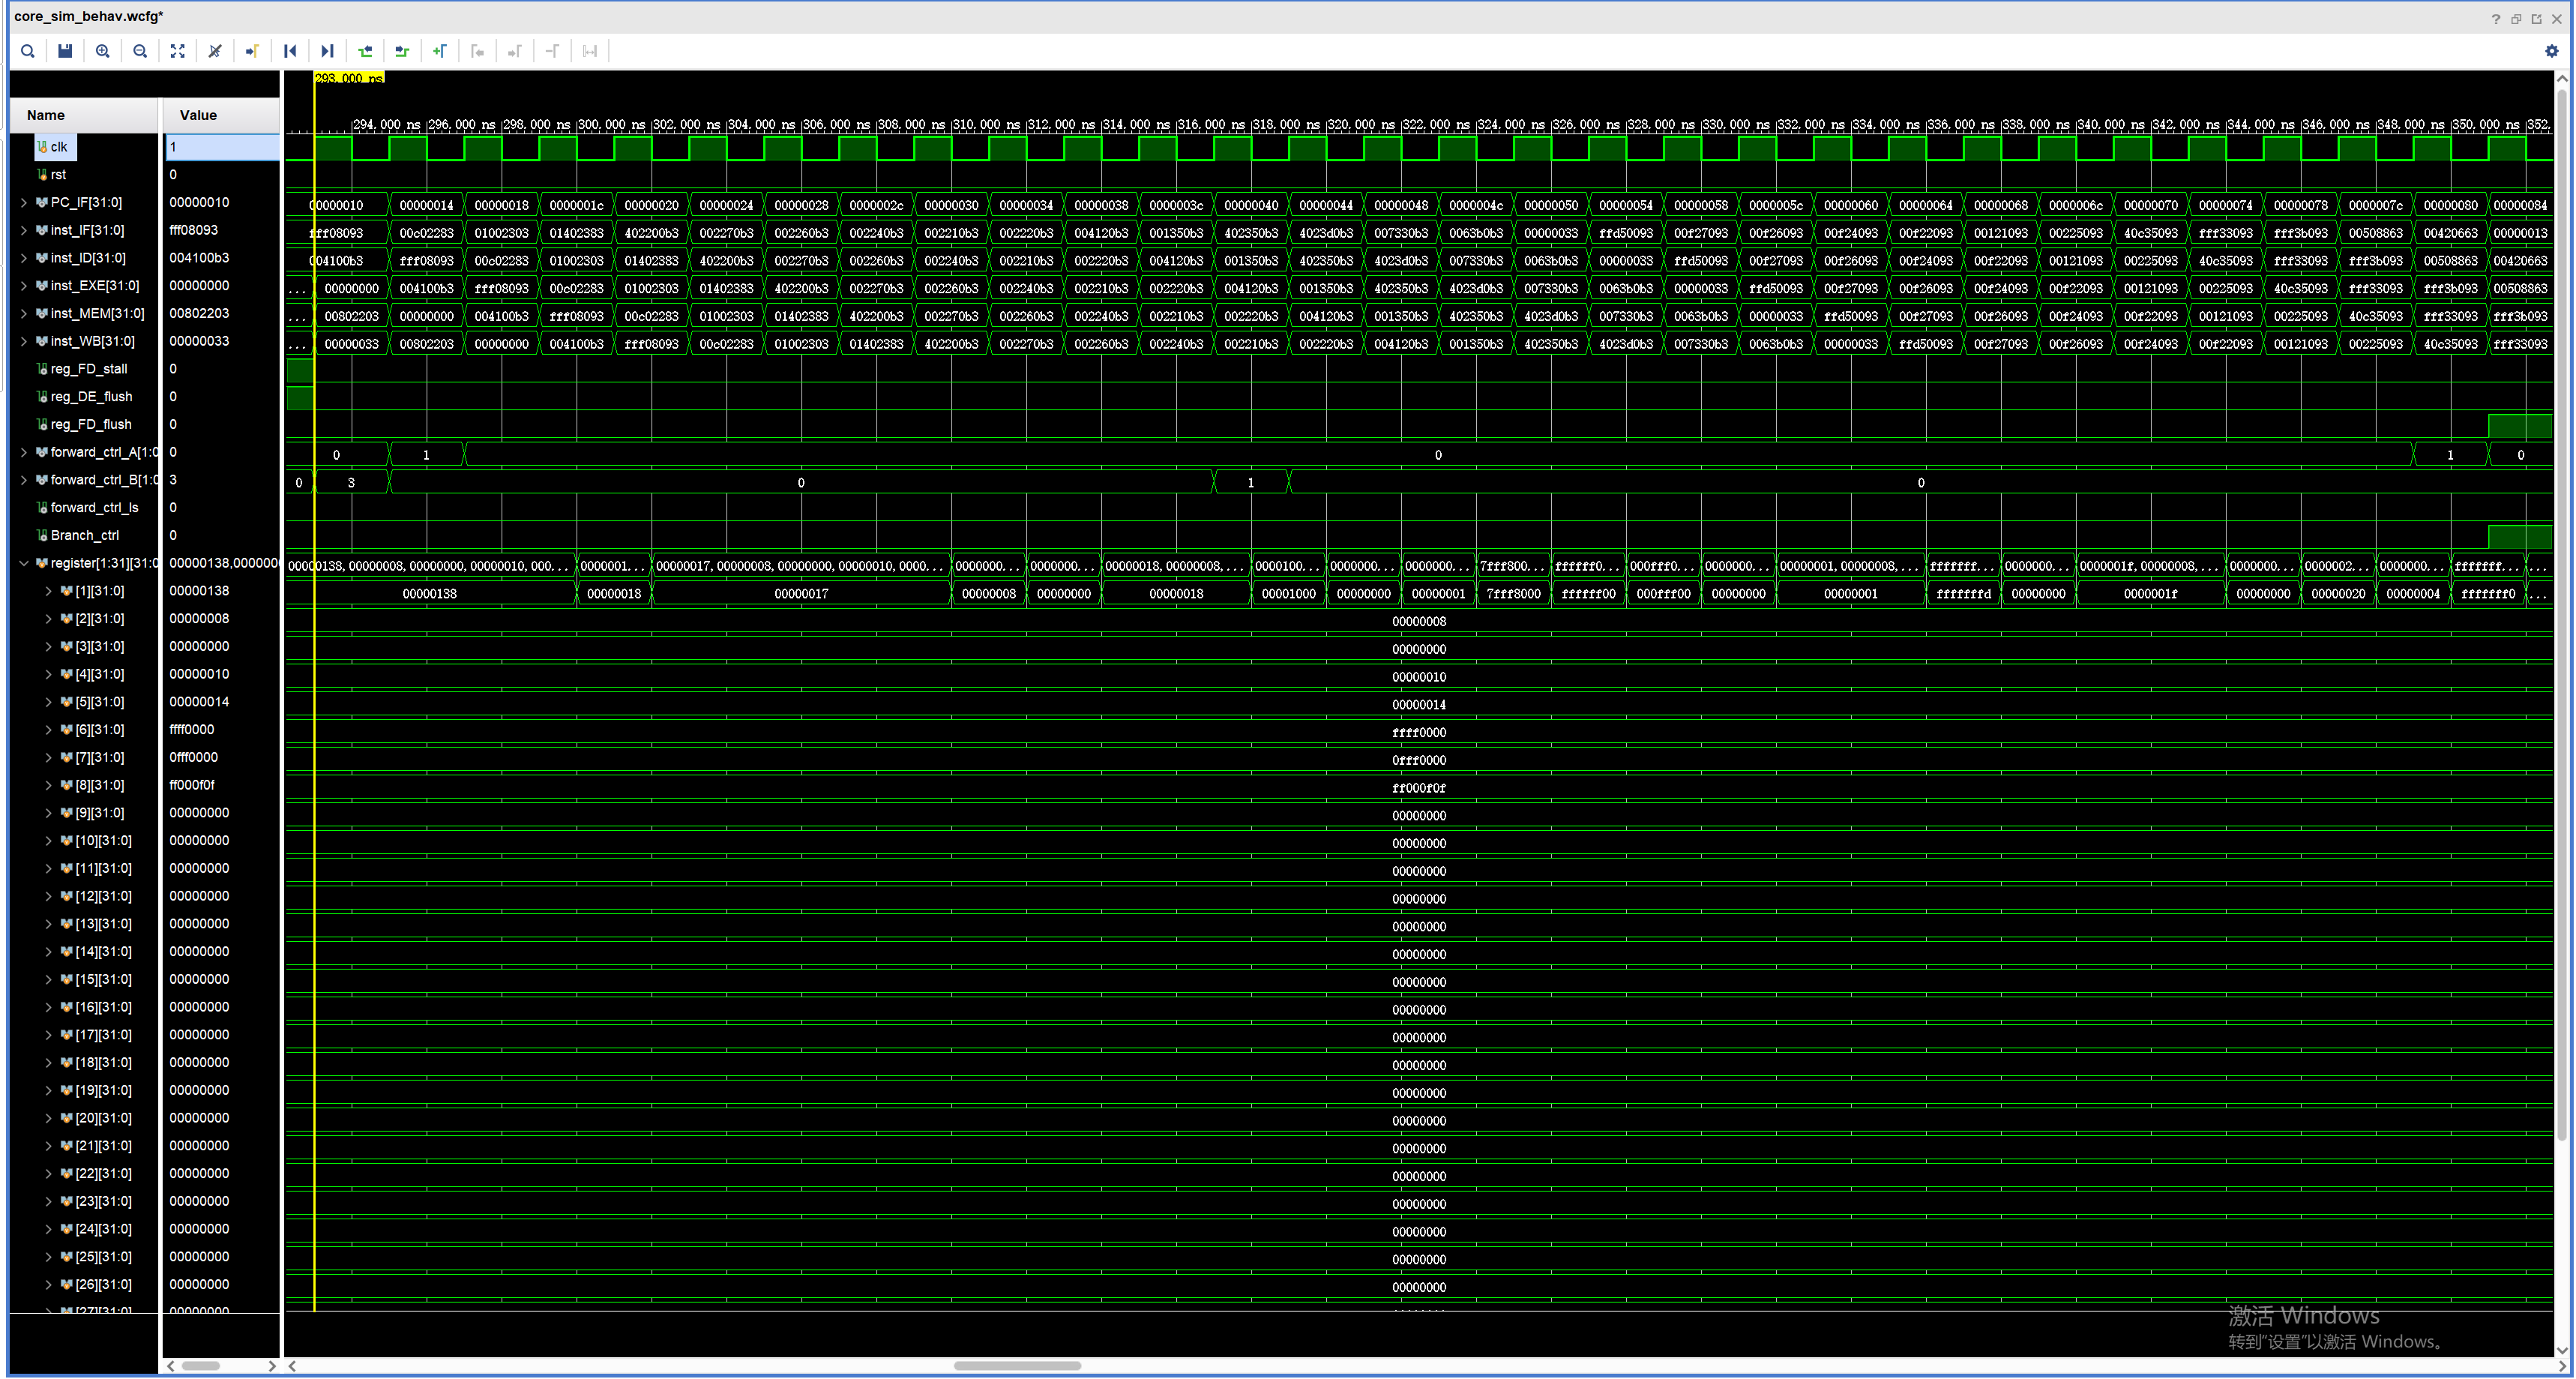 core_sim_behav.wcfg*
293.000 ns
Name Value
294.000 ns 296.000 ns 298.000 ns 300.000 ns 302.000 ns 304.000 ns 306.000 ns 308.000 ns 310.000 ns 312.000 ns 314.000 ns 316.000 ns 318.000 ns 320.000 ns 322.000 ns 324.000 ns 326.000 ns 328.000 ns 330.000 ns 332.000 ns 334.000 ns 336.000 ns 338.000 ns 340.000 ns 342.000 ns 344.000 ns 346.000 ns 348.000 ns 350.000 ns 352.
clk 1
rst 0
PC_IF[31:0] 00000010 00000010 00000014 00000018 0000001c 00000020 00000024 00000028 0000002c 00000030 00000034 00000038 0000003c 00000040 00000044 00000048 0000004c 00000050 00000054 00000058 0000005c 00000060 00000064 00000068 0000006c 00000070 00000074 00000078 0000007c 00000080 00000084
inst_IF[31:0] fff08093 fff08093 00c02283 01002303 01402383 402200b3 002270b3 002260b3 002240b3 002210b3 002220b3 004120b3 001350b3 402350b3 4023d0b3 007330b3 0063b0b3 00000033 ffd50093 00f27093 00f26093 00f24093 00f22093 00121093 00225093 40c35093 fff33093 fff3b093 00508863 00420663 00000013
inst_ID[31:0] 004100b3 004100b3 fff08093 00c02283 01002303 01402383 402200b3 002270b3 002260b3 002240b3 002210b3 002220b3 004120b3 001350b3 402350b3 4023d0b3 007330b3 0063b0b3 00000033 ffd50093 00f27093 00f26093 00f24093 00f22093 00121093 00225093 40c35093 fff33093 fff3b093 00508863 00420663
inst_EXE[31:0] 00000000 ... 00000000 004100b3 fff08093 00c02283 01002303 01402383 402200b3 002270b3 002260b3 002240b3 002210b3 002220b3 004120b3 001350b3 402350b3 4023d0b3 007330b3 0063b0b3 00000033 ffd50093 00f27093 00f26093 00f24093 00f22093 00121093 00225093 40c35093 fff33093 fff3b093 00508863
inst_MEM[31:0] 00802203 ... 00802203 00000000 004100b3 fff08093 00c02283 01002303 01402383 402200b3 002270b3 002260b3 002240b3 002210b3 002220b3 004120b3 001350b3 402350b3 4023d0b3 007330b3 0063b0b3 00000033 ffd50093 00f27093 00f26093 00f24093 00f22093 00121093 00225093 40c35093 fff33093 fff3b093
inst_WB[31:0] 00000033 ... 00000033 00802203 00000000 004100b3 fff08093 00c02283 01002303 01402383 402200b3 002270b3 002260b3 002240b3 002210b3 002220b3 004120b3 001350b3 402350b3 4023d0b3 007330b3 0063b0b3 00000033 ffd50093 00f27093 00f26093 00f24093 00f22093 00121093 00225093 40c35093 fff33093
reg_FD_stall 0
reg_DE_flush 0
reg_FD_flush 0
forward_ctrl_A[1:0 0 0 1 0 1 0
forward_ctrl_B[1:0 3 0 3 0 1 0
forward_ctrl_ls 0
Branch_ctrl 0
register[1:31][31:0 00000138,000000 00000138, 00000008, 00000000, 00000010, 000... 0000001... 00000017, 00000008, 00000000, 00000010, 0000... 0000000... 0000000... 00000018, 00000008,... 0000100... 0000000... 0000000... 7fff800... ffffff0... 000fff0... 0000000... 00000001, 00000008,... fffffff... 0000000... 0000001f, 00000008,... 0000000... 0000002... 0000000... fffffff... ...
[1][31:0] 00000138 00000138 00000018 00000017 00000008 00000000 00000018 00001000 00000000 00000001 7fff8000 ffffff00 000fff00 00000000 00000001 fffffffd 00000000 0000001f 00000000 00000020 00000004 fffffff0 ...
[2][31:0] 00000008 00000008
[3][31:0] 00000000 00000000
[4][31:0] 00000010 00000010
[5][31:0] 00000014 00000014
[6][31:0] ffff0000 ffff0000
[7][31:0] 0fff0000 0fff0000
[8][31:0] ff000f0f ff000f0f
[9][31:0] 00000000 00000000
[10][31:0] 00000000 00000000
[11][31:0] 00000000 00000000
[12][31:0] 00000000 00000000
[13][31:0] 00000000 00000000
[14][31:0] 00000000 00000000
[15][31:0] 00000000 00000000
[16][31:0] 00000000 00000000
[17][31:0] 00000000 00000000
[18][31:0] 00000000 00000000
[19][31:0] 00000000 00000000
[20][31:0] 00000000 00000000
[21][31:0] 00000000 00000000
[22][31:0] 00000000 00000000
[23][31:0] 00000000 00000000
[24][31:0] 00000000 00000000
[25][31:0] 00000000 00000000
[26][31:0] 00000000 00000000
[27][31:0] 00000000
激活 Windows
转到"设置"以激活 Windows。